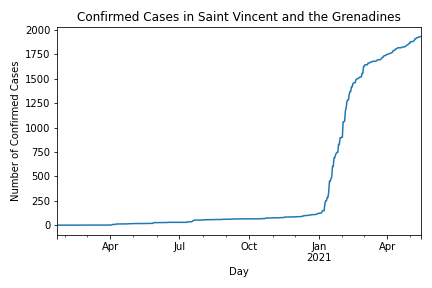 Confirmed Cases in Saint Vincent and the Grenadines
2000
1750
1500
1250
1000
750
500
250
0
Number of Confirmed Cases
Apr
Jul
Oct
Jan
2021
Apr
Day